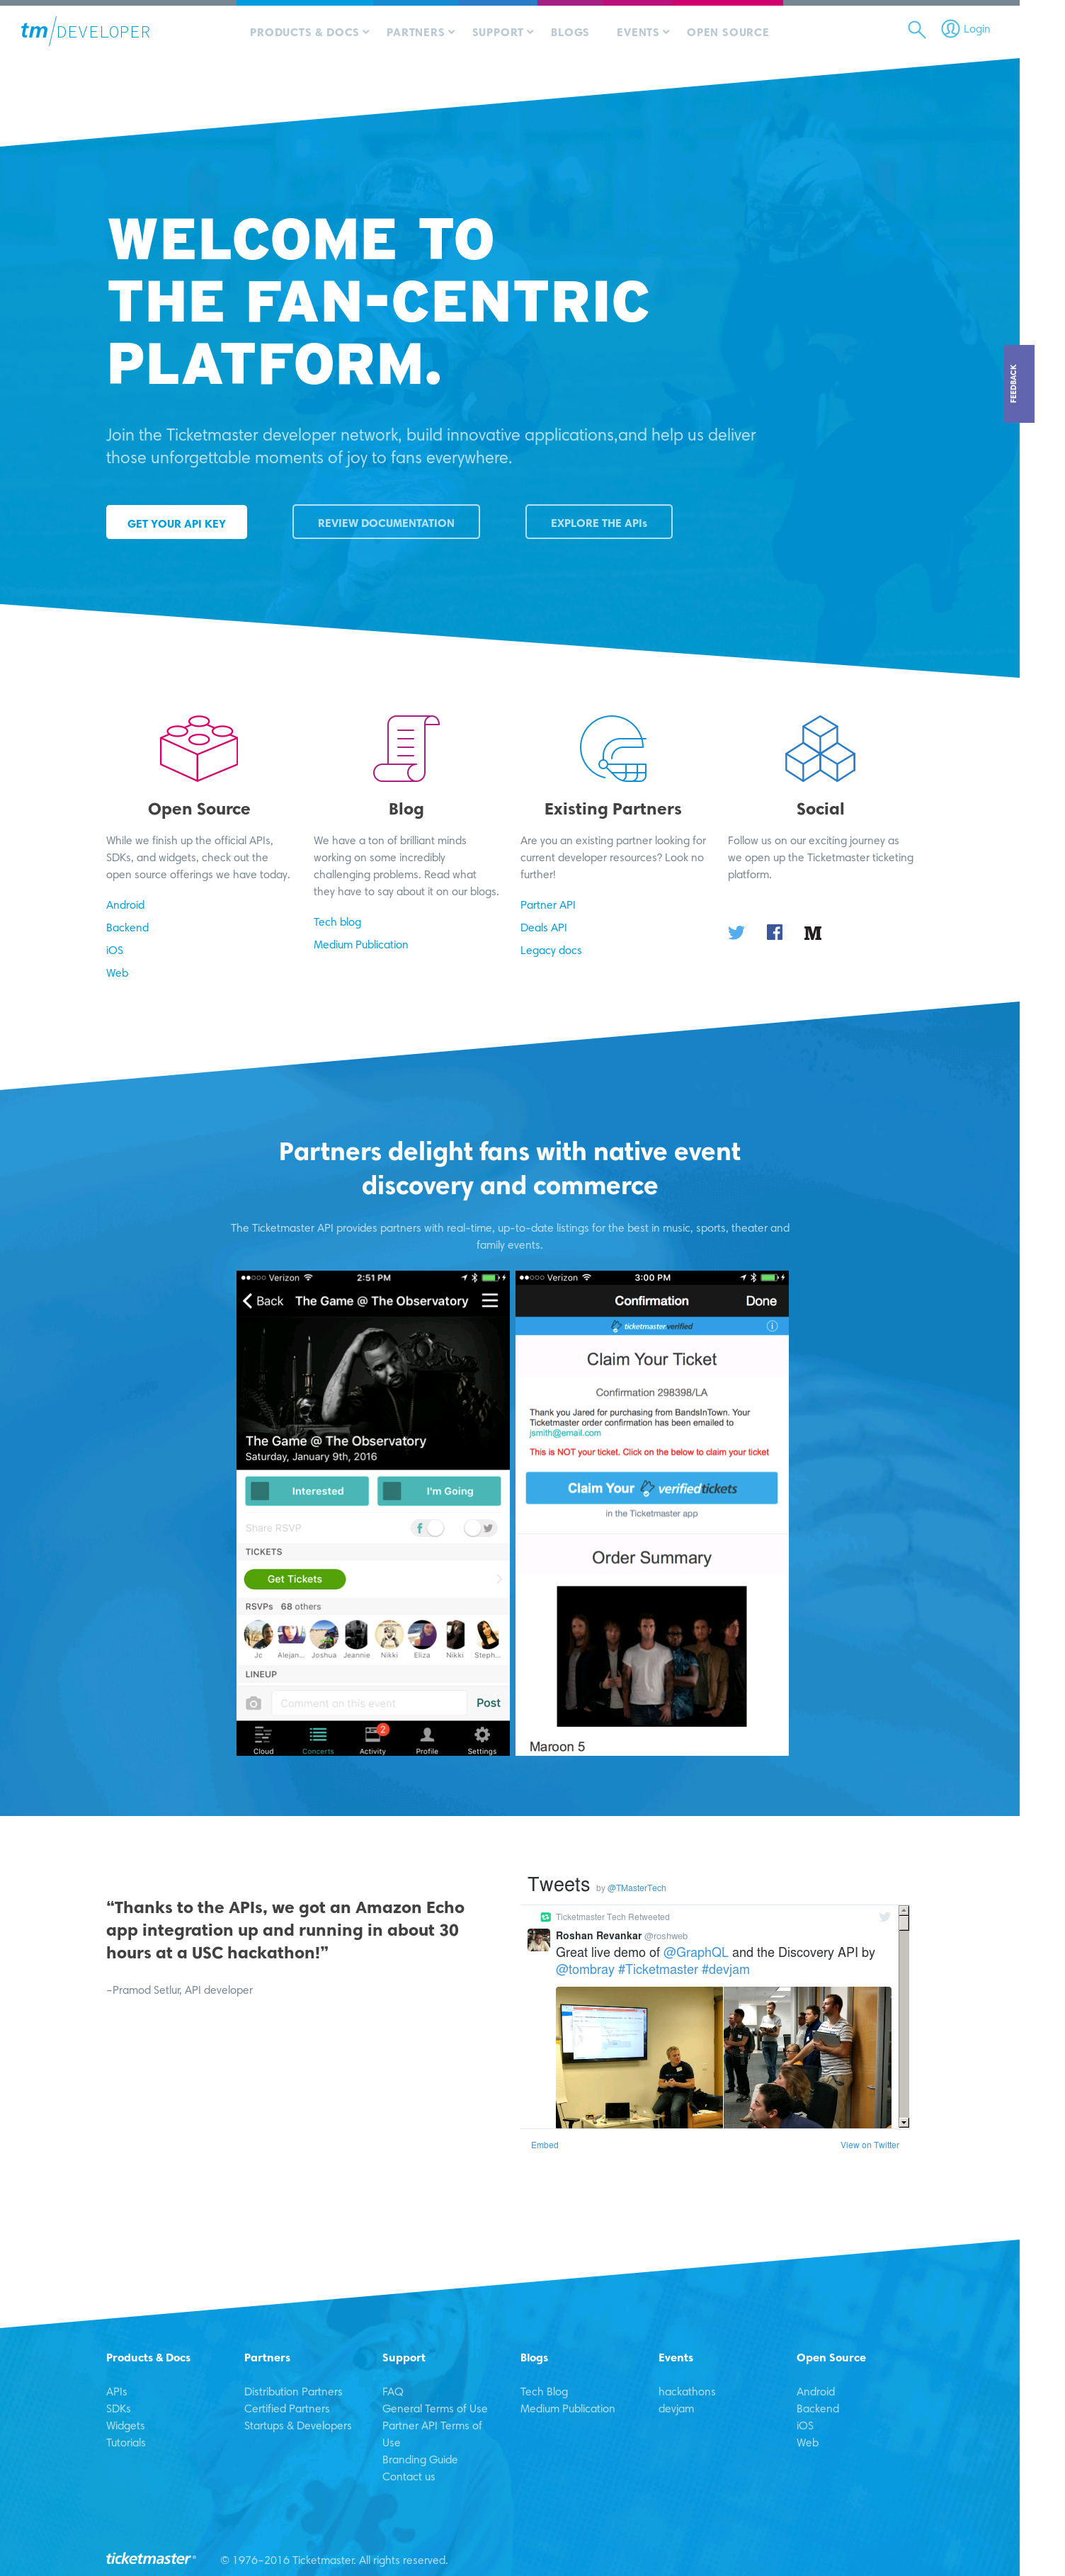 tm/DEVELOPER
PRODUCTS & DOCS
PARTNERS
SUPPORT
BLOGS
EVENTS
OPEN SOURCE
Login
WELCOME TO
THE FAN-CENTRIC
PLATFORM.
FEEDBACK
Join the Ticketmaster developer network, build innovative applications,and help us deliver
those unforgettable moments of joy to fans everywhere.
GET YOUR API KEY
REVIEW DOCUMENTATION
EXPLORE THE APIs
Open Source
While we finish up the official APIs,
SDKs, and widgets, check out the
open source offerings we have today.
Android
Backend
iOS
Web
Blog
We have a ton of brilliant minds
working on some incredibly
challenging problems. Read what
they have to say about it on our blogs.
Tech blog
Medium Publication
Existing Partners
Are you an existing partner looking for
current developer resources? Look no
further!
Partner API
Deals API
Legacy docs
Social
Follow us on our exciting journey as
we open up the Ticketmaster ticketing
platform.
M
Partners delight fans with native event
discovery and commerce
The Ticketmaster API provides partners with real-time, up-to-date listings for the best in music, sports, theater and
family events.
Verizon 2:51 PM
Back The Game @ The Observatory
The Game @ The Observatory
Saturday, January 9th, 2016
Interested
I'm Going
Share RSVP
TICKETS
Get Tickets
RSVPs 68 others
Jc Alejan... Joshua Jeannie Nikki Eliza Nikki Steph...
LINEUP
Comment on this event Post
2
Cloud Concerts Activity Profile Settings
Verizon 3:00 PM
Confirmation Done
ticketmaster verified
Claim Your Ticket
Confirmation 298398/LA
Thank you Jared for purchasing from BandsInTown. Your
Ticketmaster order confirmation has been emailed to
jsmith@email.com
This is NOT your ticket. Click on the below to claim your ticket
Claim Your verifiedtickets
in the Ticketmaster app
Order Summary
Maroon 5
“Thanks to the APIs, we got an Amazon Echo
app integration up and running in about 30
hours at a USC hackathon!”
–Pramod Setlur, API developer
Tweets by @TMasterTech
Ticketmaster Tech Retweeted
Roshan Revankar @roshweb
Great live demo of @GraphQL and the Discovery API by
@tombray #Ticketmaster #devjam
Embed
View on Twitter
Products & Docs
APIs
SDKs
Widgets
Tutorials
Partners
Distribution Partners
Certified Partners
Startups & Developers
Support
FAQ
General Terms of Use
Partner API Terms of
Use
Branding Guide
Contact us
Blogs
Tech Blog
Medium Publication
Events
hackathons
devjam
Open Source
Android
Backend
iOS
Web
ticketmaster®
© 1976–2016 Ticketmaster. All rights reserved.